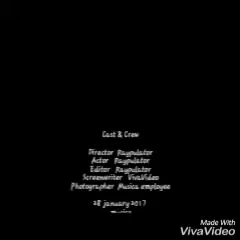 Cast & Crew
Director Raypulator
Actor Raypulator
Editor Raypulator
Screenwriter VivaVideo
Photographer Musica employee
28 january 2017
Made With
VivaVideo